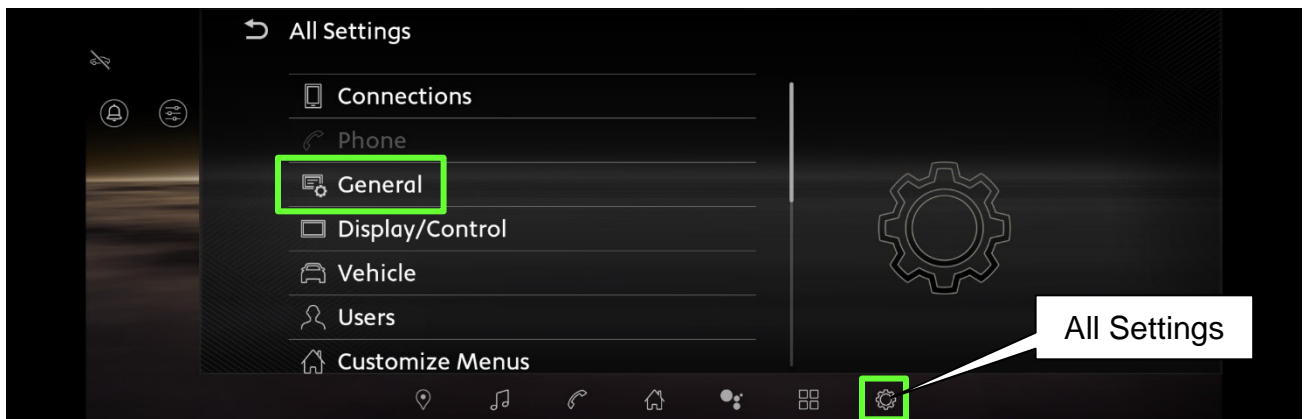 All Settings
Connections
Phone
General
Display/Control
Vehicle
Users
Customize Menus
All Settings